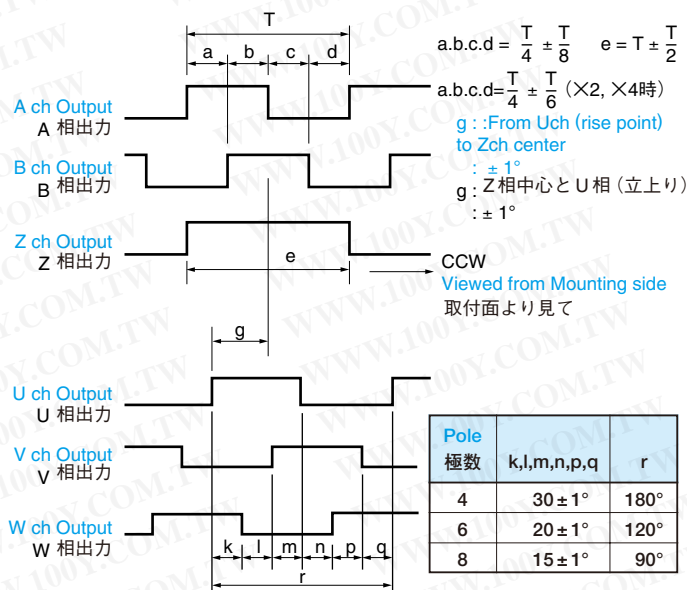 T
a b c d
A ch Output
A 相出力
B ch Output
B 相出力
Z ch Output
Z 相出力
e
CCW
Viewed from Mounting side
取付面より見て
g
a.b.c.d = T/4 ± T/8 e = T ± T/2
a.b.c.d=T/4 ± T/6 (×2, ×4時)
g : :From Uch (rise point)
to Zch center
: ± 1°
g : Z相中心とU相(立上り)
: ± 1°
U ch Output
U 相出力
V ch Output
V 相出力
W ch Output
W 相出力
k l m n p q
r
Pole
極数 k,l,m,n,p,q r
4 30±1° 180°
6 20±1° 120°
8 15±1° 90°
WWW.100Y.COM.TW